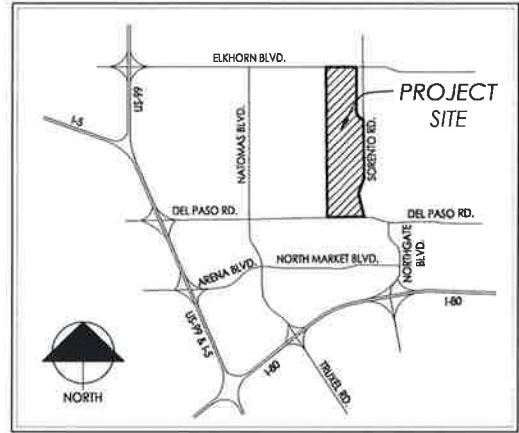 ELKHORN BLVD.
US-99
I-5
NATOMAS BLVD.
PROJECT
SITE
SORENTO RD.
DEL PASO RD.
DEL PASO RD.
NORTHGATE
BLVD.
NORTH MARKET BLVD.
ARENA BLVD.
US-99 & I-5
I-80
I-80
TRUXEL RD.
NORTH